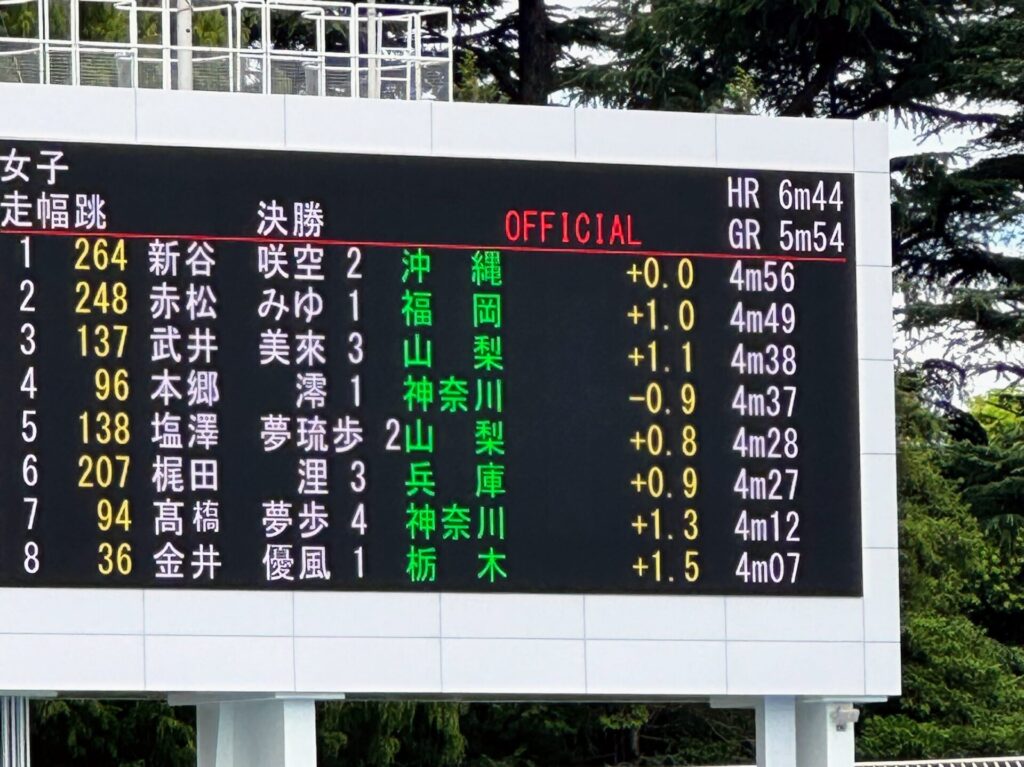 女子 HR 6m44
走幅跳 決勝 OFFICIAL GR 5m54
1 264 新谷 咲空 2 沖縄 +0.0 4m56
2 248 赤松 みゆ 1 福岡 +1.0 4m49
3 137 武井 美來 3 山梨 +1.1 4m38
4 96 本郷 澪 1 神奈川 -0.9 4m37
5 138 塩澤 夢琉歩 2 山梨 +0.8 4m28
6 207 梶田 浬 3 兵庫 +0.9 4m27
7 94 髙橋 夢歩 4 神奈川 +1.3 4m12
8 36 金井 優風 1 栃木 +1.5 4m07